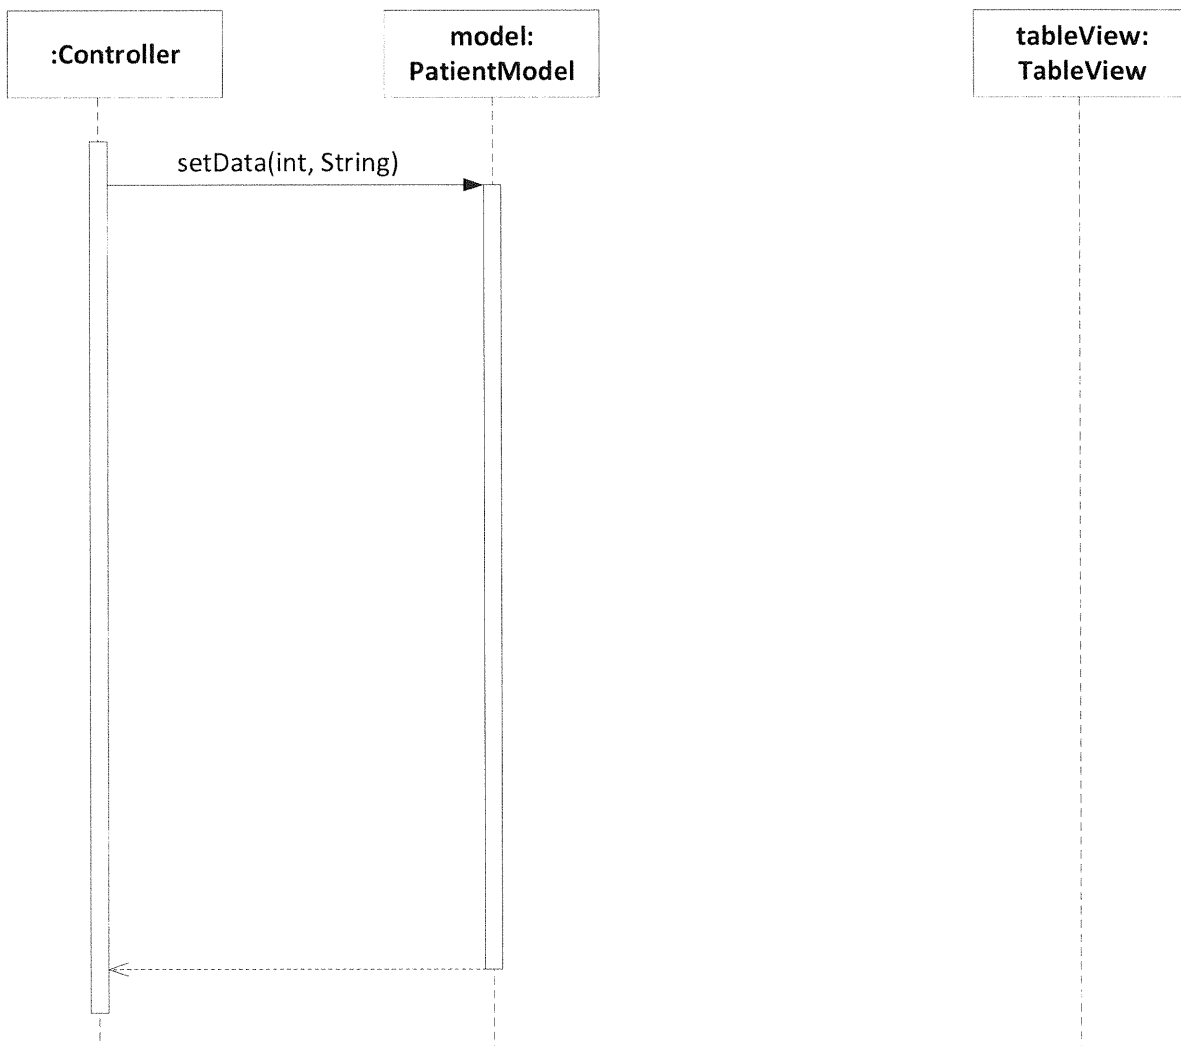 :Controller
model:
PatientModel
tableView:
TableView
setData(int, String)